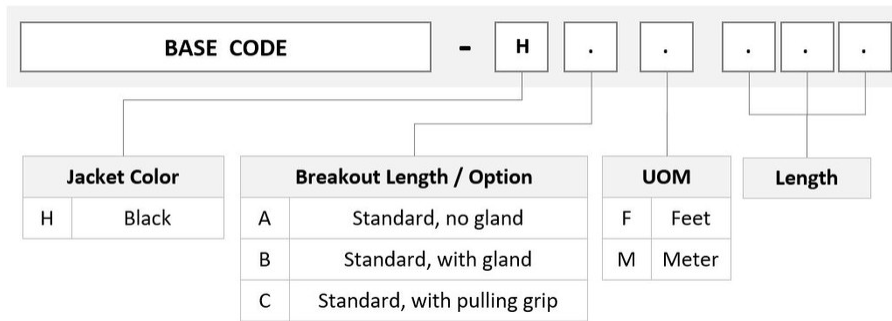 BASE CODE - H . . . . .
Jacket Color
H Black
Breakout Length / Option
A Standard, no gland
B Standard, with gland
C Standard, with pulling grip
UOM
F Feet
M Meter
Length